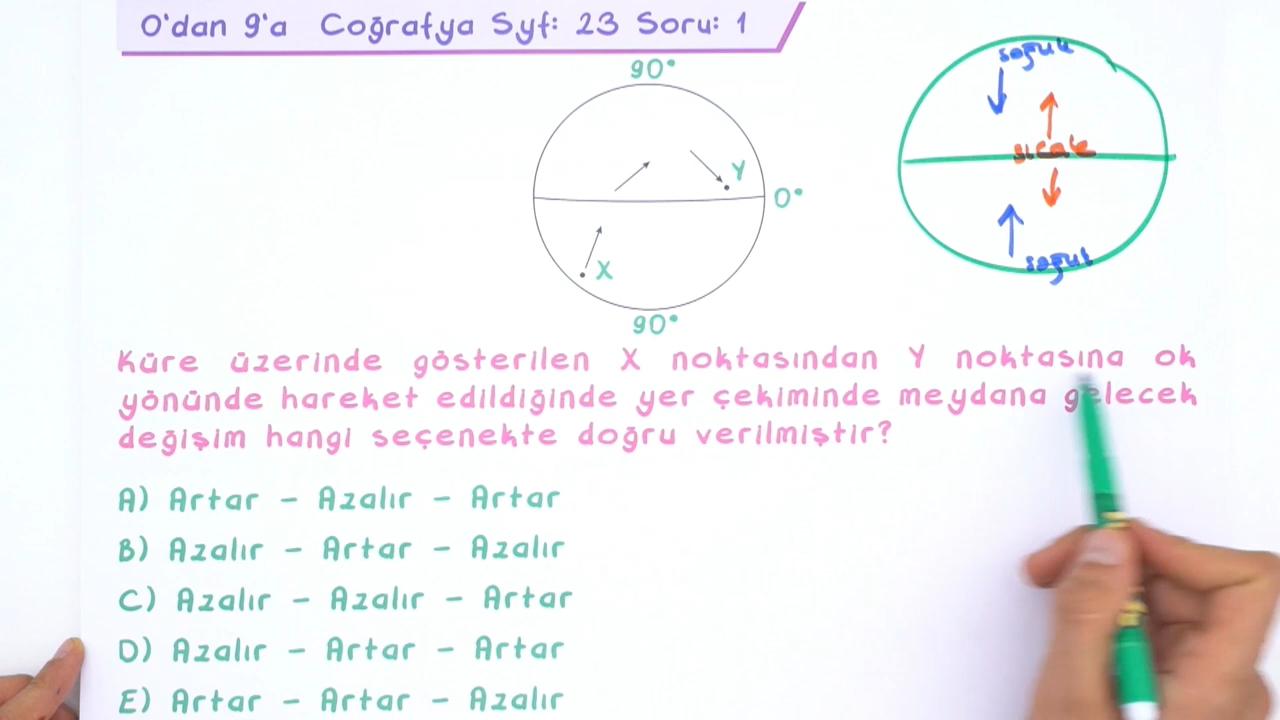 0'dan 9'a Coğrafya Syf: 23 Soru: 1
90°
soğuk
sıcak
Y
0°
X
soğut
90°
Küre üzerinde gösterilen X noktasından Y noktasına ok
yönünde hareket edildiğinde yer çekiminde meydana gelecek
değişim hangi seçenekte doğru verilmiştir?
A) Artar - Azalır - Artar
B) Azalır - Artar - Azalır
C) Azalır - Azalır - Artar
D) Azalır - Artar - Artar
E) Artar - Artar - Azalır